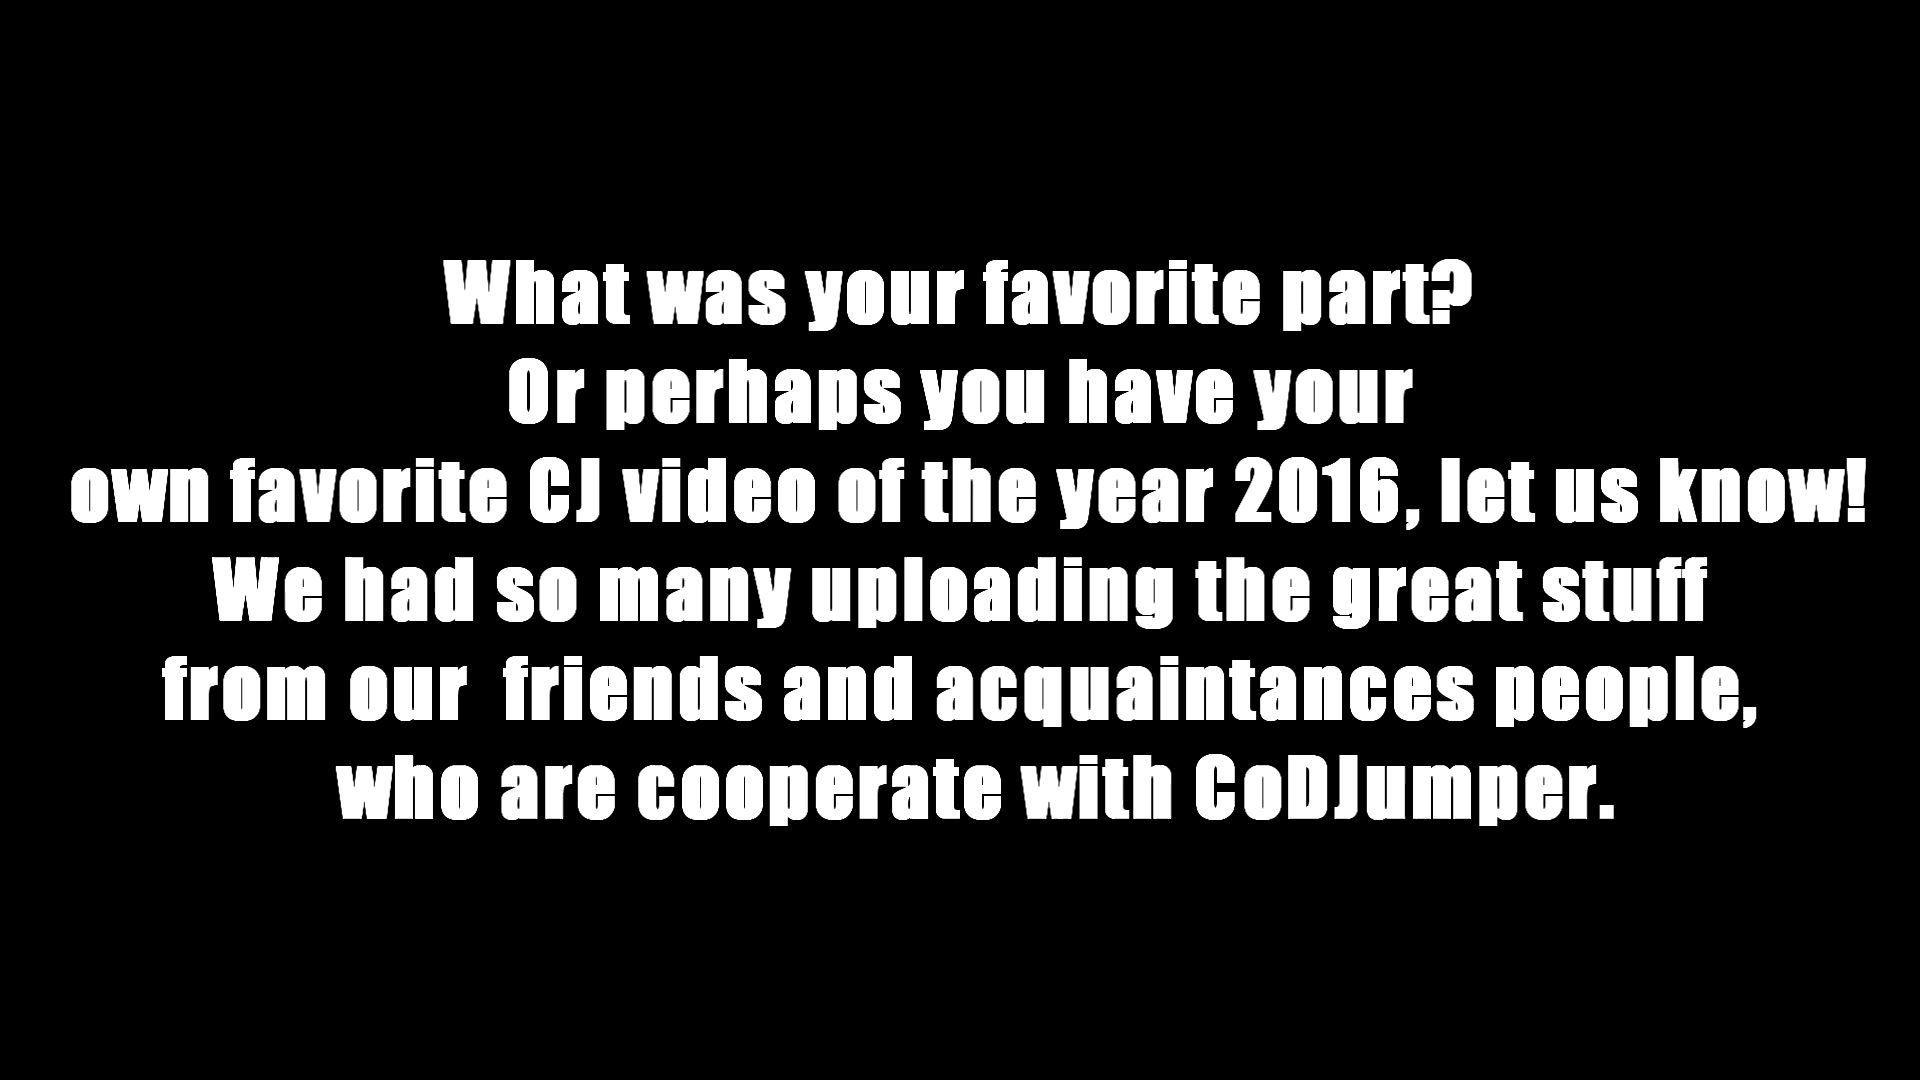 What was your favorite part?
Or perhaps you have your
own favorite CJ video of the year 2016, let us know!
We had so many uploading the great stuff
from our  friends and acquaintances people,
who are cooperate with CoDJumper.